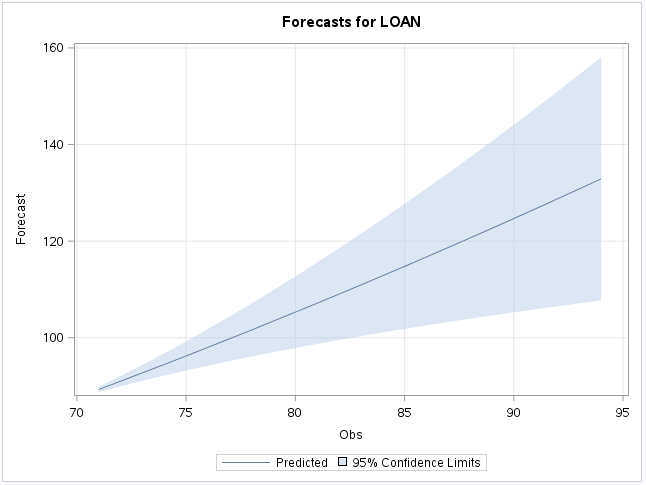 Forecasts for LOAN
160
140
120
100
Forecast
70 75 80 85 90 95
Obs
Predicted 95% Confidence Limits